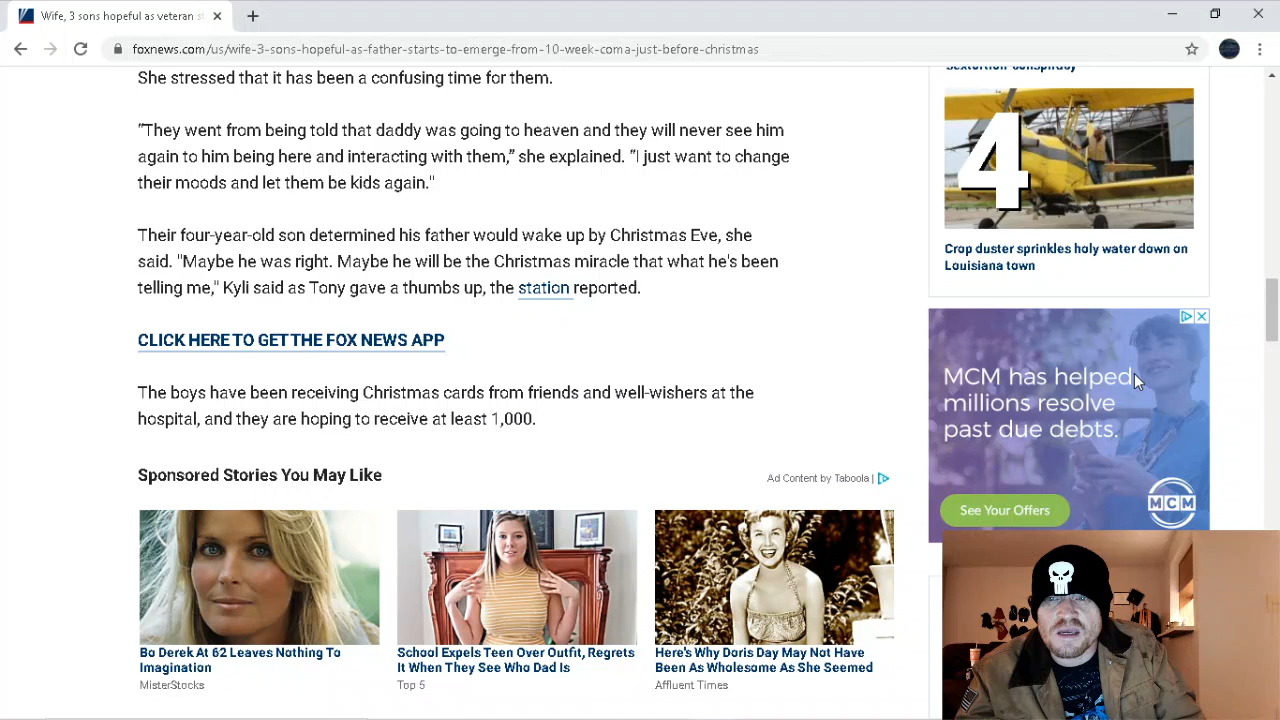 Wife, 3 sons hopeful as veteran s
foxnews.com/us/wife-3-sons-hopeful-as-father-starts-to-emerge-from-10-week-coma-just-before-christmas
She stressed that it has been a confusing time for them.
“They went from being told that daddy was going to heaven and they will never see him
again to him being here and interacting with them,” she explained. “I just want to change
their moods and let them be kids again."
Their four-year-old son determined his father would wake up by Christmas Eve, she
said. "Maybe he was right. Maybe he will be the Christmas miracle that what he's been
telling me," Kyli said as Tony gave a thumbs up, the station reported.
CLICK HERE TO GET THE FOX NEWS APP
The boys have been receiving Christmas cards from friends and well-wishers at the
hospital, and they are hoping to receive at least 1,000.
Sponsored Stories You May Like
Ad Content by Taboola |
Bo Derek At 62 Leaves Nothing To
Imagination
MisterStocks
School Expels Teen Over Outfit, Regrets
It When They See Who Dad Is
Top 5
Here's Why Doris Day May Not Have
Been As Wholesome As She Seemed
Affluent Times
sextortion conspiracy
4
Crop duster sprinkles holy water down on
Louisiana town
MCM has helped
millions resolve
past due debts.
See Your Offers
MCM